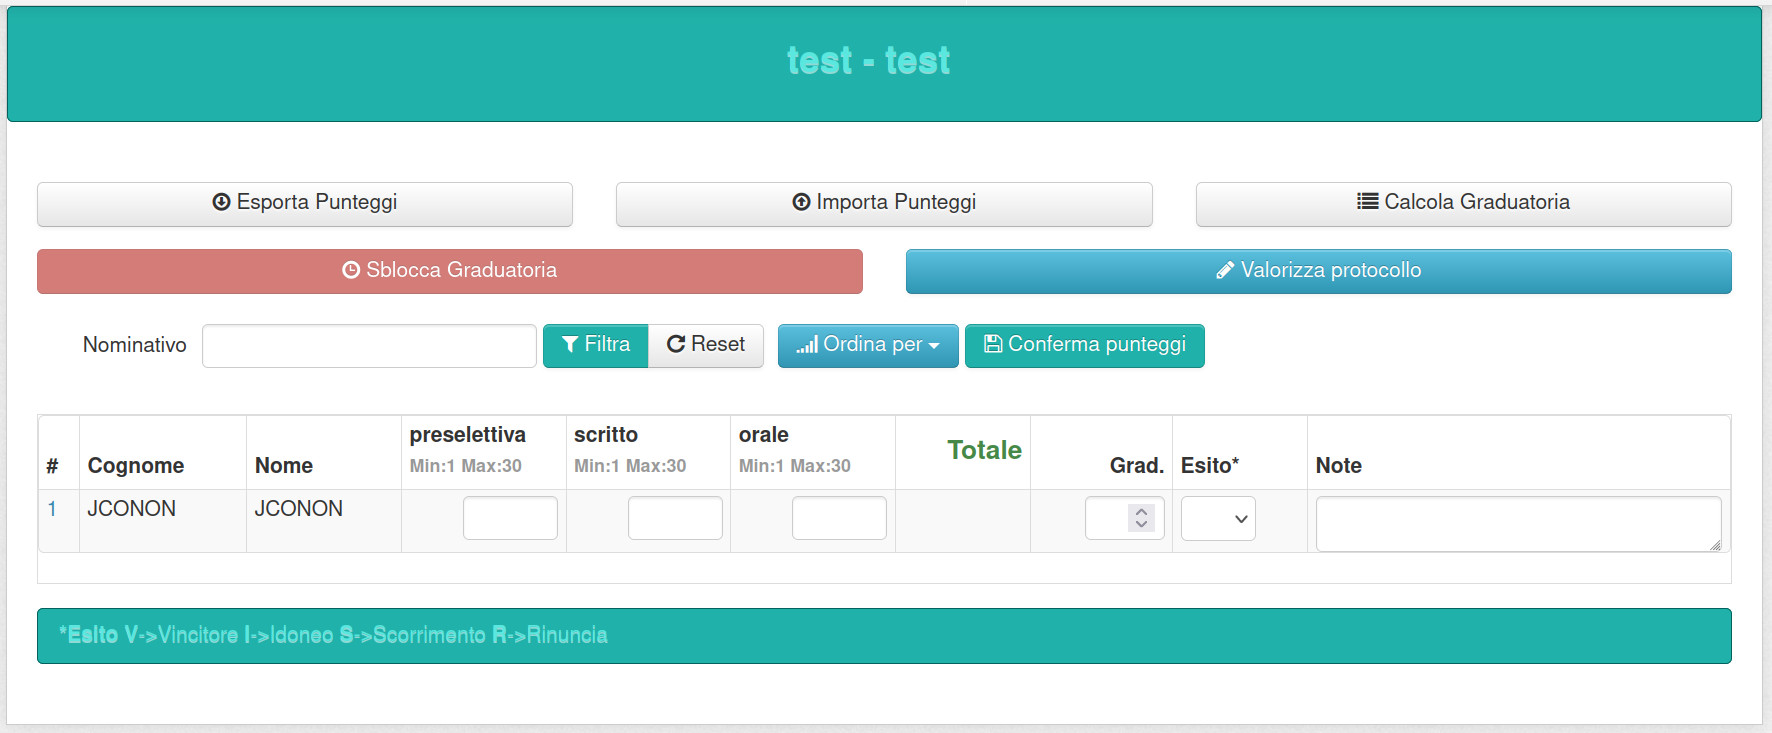 test - test
Esporta Punteggi
Importa Punteggi
Calcola Graduatoria
Sblocca Graduatoria
Valorizza protocollo
Nominativo
Filtra
Reset
Ordina per
Conferma punteggi
# Cognome Nome preselettiva Min:1 Max:30 scritto Min:1 Max:30 orale Min:1 Max:30 Totale Grad. Esito* Note
1 JCONON JCONON
*Esito V->Vincitore I->Idoneo S->Scorrimento R->Rinuncia